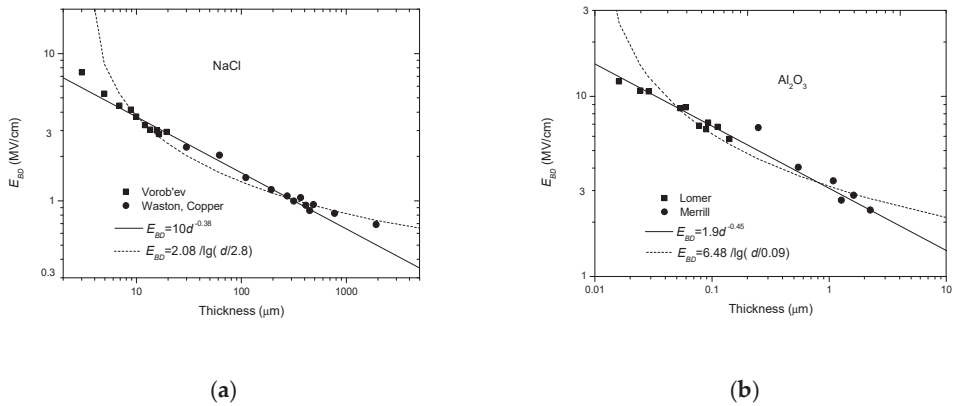 10
NaCl
3
E_BD (MV/cm)
1
Vorob'ev
Waston, Copper
E_BD=10d^-0.38
E_BD=2.08 /lg( d/2.8)
0.3
10 100 1000
Thickness (μm)
(a)
3
Al₂O₃
10
E_BD (MV/cm)
3
Lomer
Merrill
E_BD=1.9d^-0.45
E_BD=6.48 /lg( d/0.09)
1
0.01 0.1 1 10
Thickness (μm)
(b)